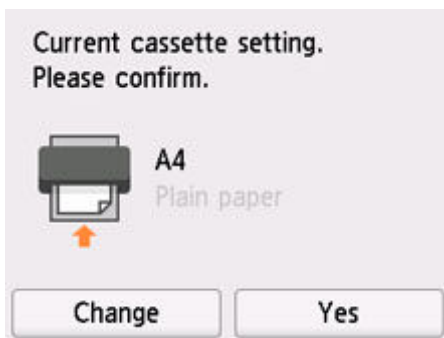 Current cassette setting.
Please confirm.
A4
Plain paper
Change
Yes